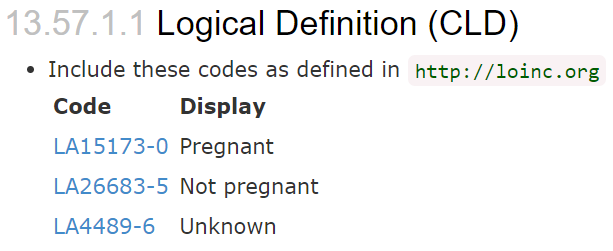 13.57.1.1 Logical Definition (CLD)
• Include these codes as defined in http://loinc.org
Code Display
LA15173-0 Pregnant
LA26683-5 Not pregnant
LA4489-6 Unknown